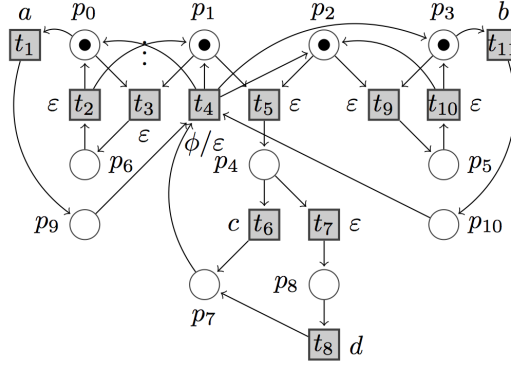 a p₀ p₁ p₂ p₃ b
t₁ t₁₁
ε t₂ t₃ t₄ t₅ ε ε t₉ t₁₀ ε
ε ϕ/ε
p₆ p₄ p₅
p₉ c t₆ t₇ ε p₁₀
p₈
p₇
t₈ d